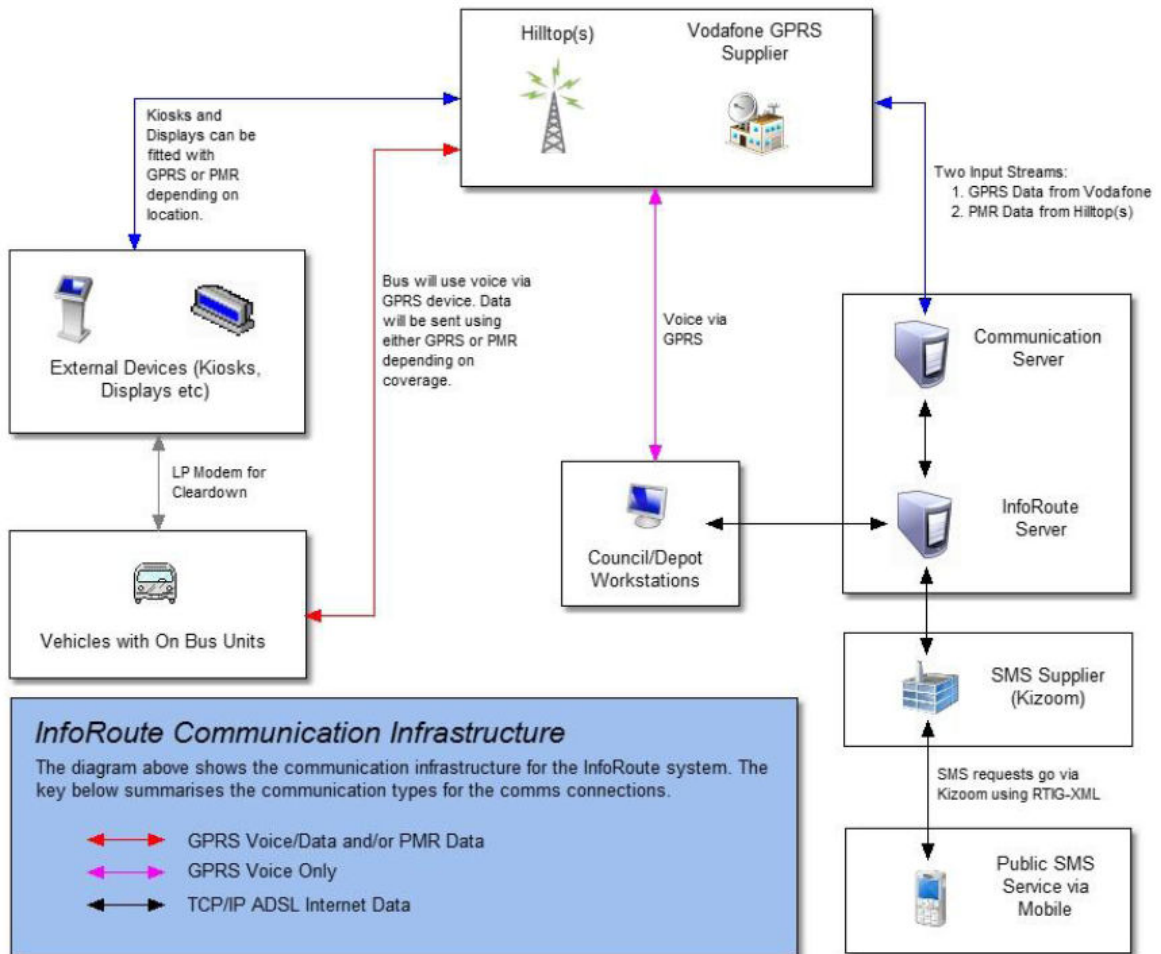 Hilltop(s)
Vodafone GPRS
Supplier
Kiosks and
Displays can be
fitted with
GPRS or PMR
depending on
location.
Two Input Streams:
1. GPRS Data from Vodafone
2. PMR Data from Hilltop(s)
External Devices (Kiosks,
Displays etc)
Bus will use voice via
GPRS device. Data
will be sent using
either GPRS or PMR
depending on
coverage.
Voice via
GPRS
Communication
Server
LP Modem for
Cleardown
InfoRoute
Server
Council/Depot
Workstations
Vehicles with On Bus Units
SMS Supplier
(Kizoom)
SMS requests go via
Kizoom using RTIG-XML
Public SMS
Service via
Mobile
InfoRoute Communication Infrastructure
The diagram above shows the communication infrastructure for the InfoRoute system. The
key below summarises the communication types for the comms connections.
GPRS Voice/Data and/or PMR Data
GPRS Voice Only
TCP/IP ADSL Internet Data